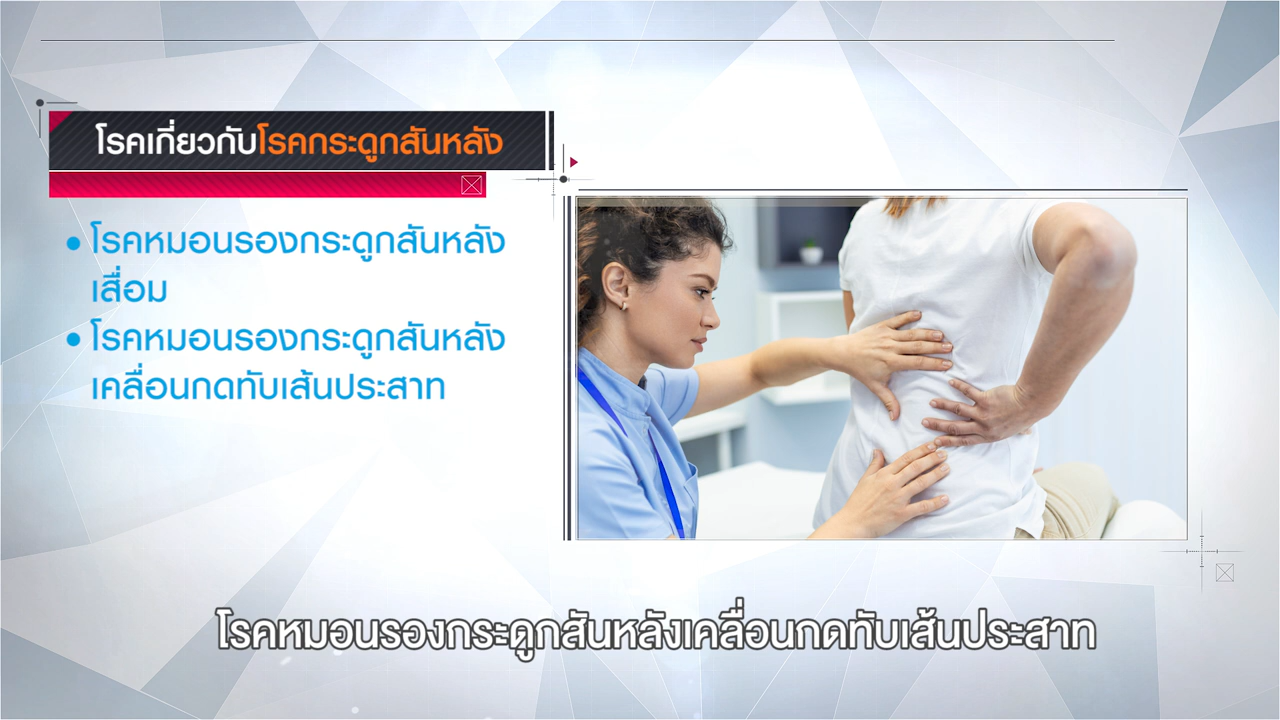 โรคเกี่ยวกับโรคกระดูกสันหลัง
• โรคหมอนรองกระดูกสันหลัง
เสื่อม
• โรคหมอนรองกระดูกสันหลัง
เคลื่อนกดทับเส้นประสาท
โรคหมอนรองกระดูกสันหลังเคลื่อนกดทับเส้นประสาท